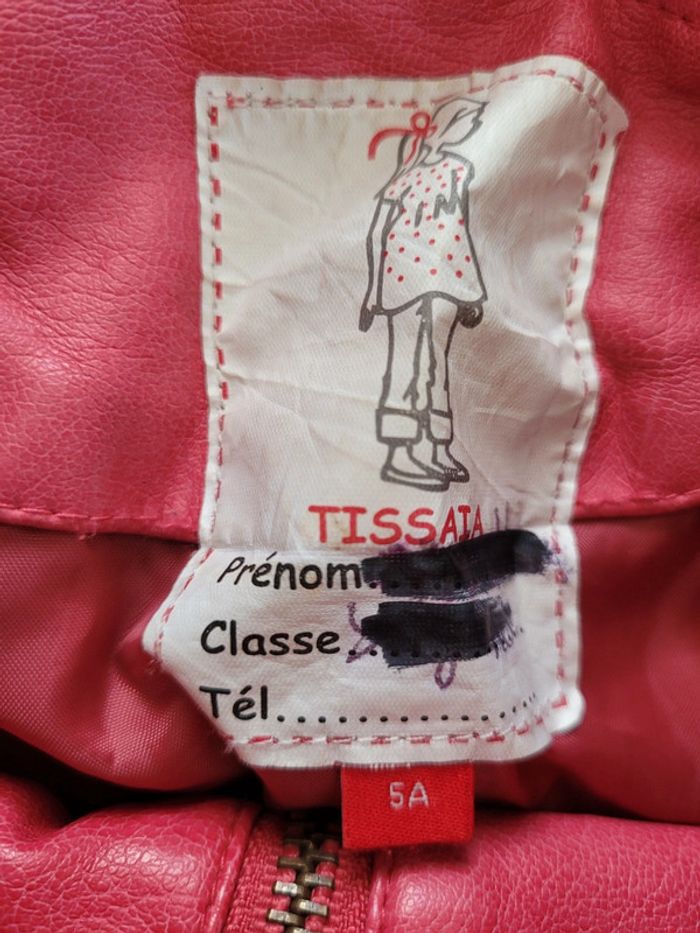 TISSAIA
Prénom.......
Classe.......
Tél................
5A